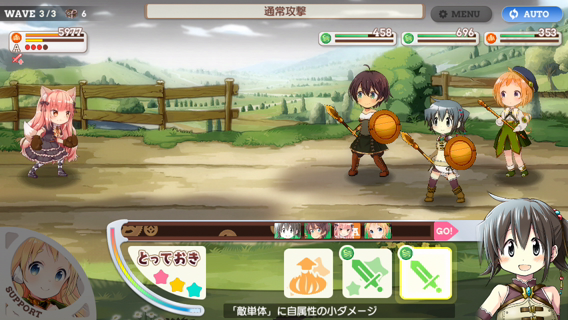 WAVE 3/3 6
通常攻撃
MENU
AUTO
5977
458
696
353
GO!
とっておき
SUPPORT
「敵単体」に自属性の小ダメージ